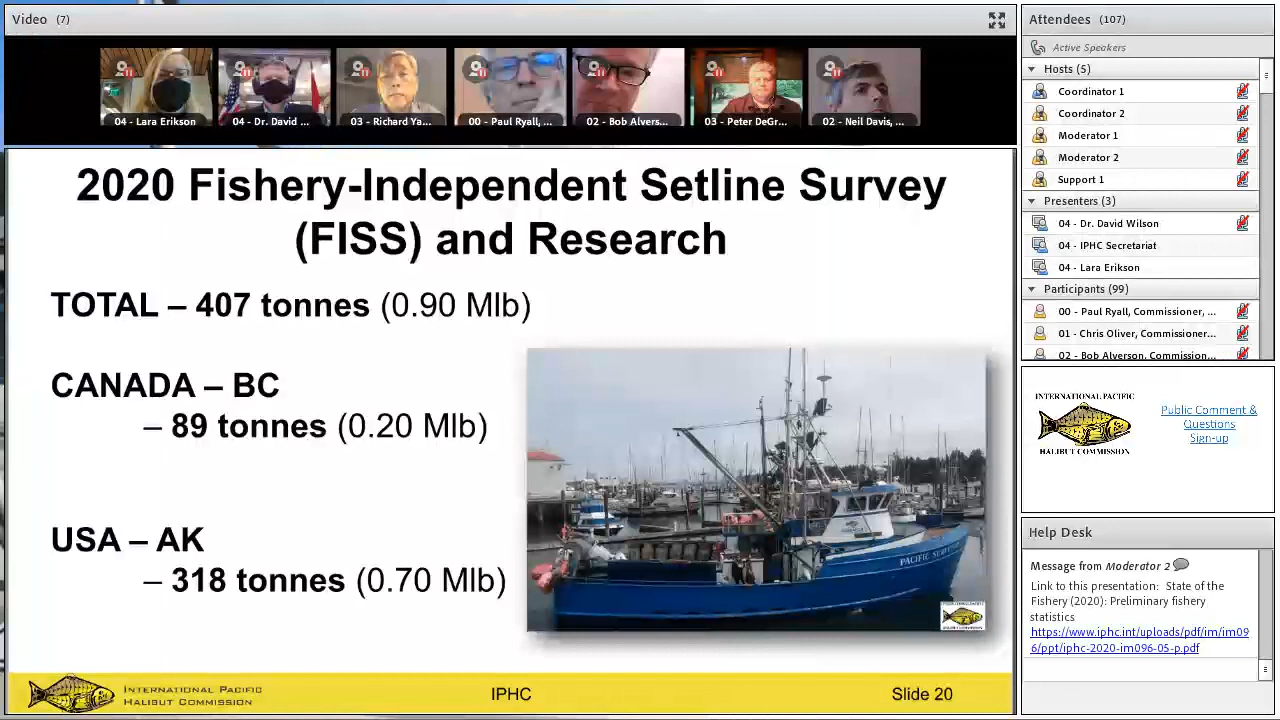 Video (7)
04 - Lara Erikson
04 - Dr. David ...
03 - Richard Ya...
00 - Paul Ryall, ...
02 - Bob Alvers...
03 - Peter DeGr...
02 - Neil Davis, ...
2020 Fishery-Independent Setline Survey
(FISS) and Research
TOTAL – 407 tonnes (0.90 Mlb)
CANADA – BC
– 89 tonnes (0.20 Mlb)
USA – AK
– 318 tonnes (0.70 Mlb)
PACIFIC
INTERNATIONAL PACIFIC
HALIBUT COMMISSION
IPHC
Slide 20
Attendees (107)
Active Speakers
Hosts (5)
Coordinator 1
Coordinator 2
Moderator 1
Moderator 2
Support 1
Presenters (3)
04 - Dr. David Wilson
04 - IPHC Secretariat
04 - Lara Erikson
Participants (99)
00 - Paul Ryall, Commissioner, ...
01 - Chris Oliver, Commissioner...
02 - Bob Alverson, Commission...
INTERNATIONAL PACIFIC
HALIBUT COMMISSION
Public Comment &
Questions
Sign-up
Help Desk
Message from Moderator 2
Link to this presentation: State of the
Fishery (2020): Preliminary fishery
statistics
https://www.iphc.int/uploads/pdf/im/im09
6/ppt/iphc-2020-im096-05-p.pdf